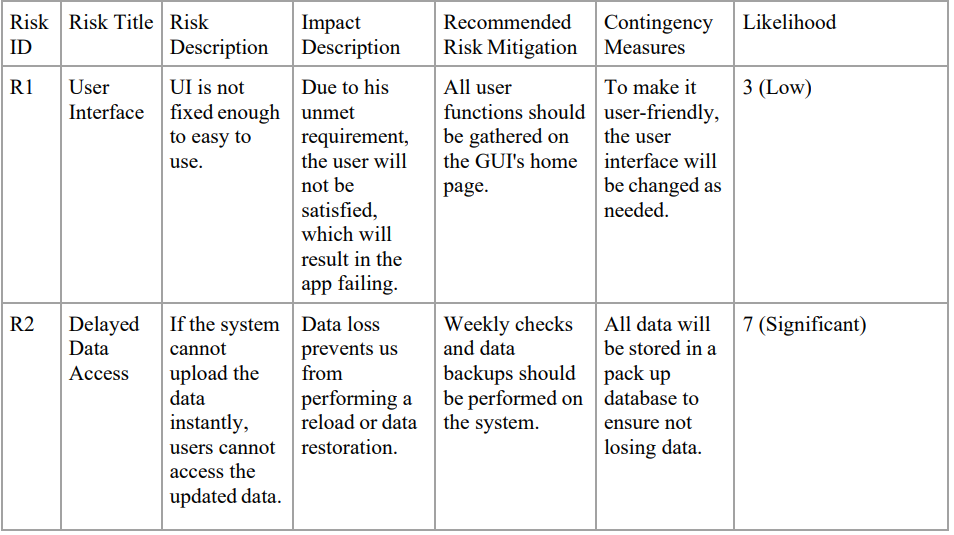 Risk ID
Risk Title
Risk Description
Impact Description
Recommended Risk Mitigation
Contingency Measures
Likelihood
R1
User
Interface
UI is not
fixed enough
to easy to
use.
Due to his
unmet
requirement,
the user will
not be
satisfied,
which will
result in the
app failing.
All user
functions should
be gathered on
the GUI's home
page.
To make it
user-friendly,
the user
interface will
be changed as
needed.
3 (Low)
R2
Delayed
Data
Access
If the system
cannot
upload the
data
instantly,
users cannot
access the
updated data.
Data loss
prevents us
from
performing a
reload or data
restoration.
Weekly checks
and data
backups should
be performed on
the system.
All data will
be stored in a
pack up
database to
ensure not
losing data.
7 (Significant)